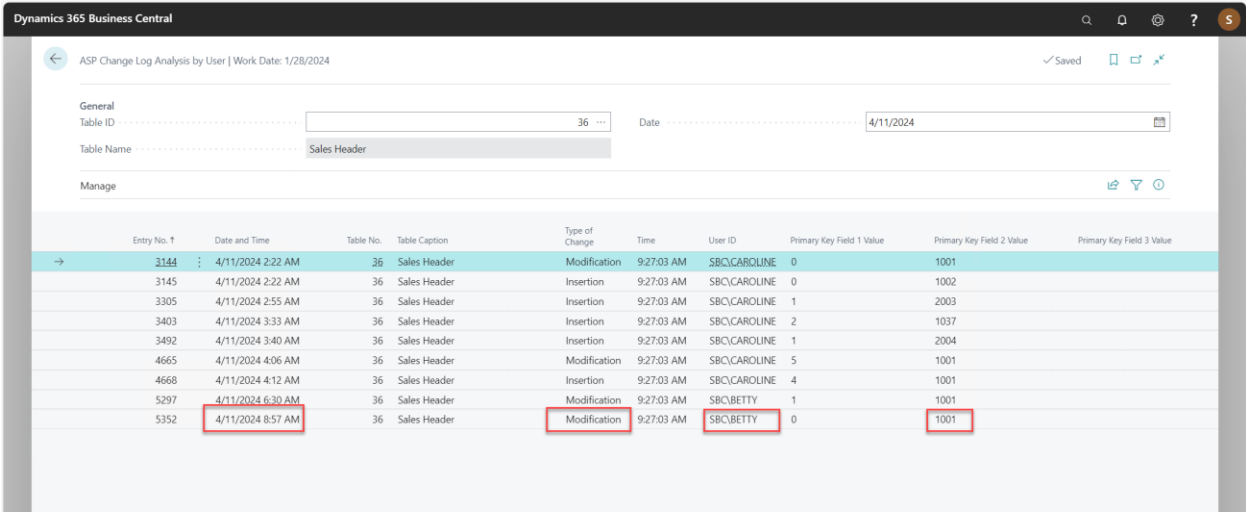 Dynamics 365 Business Central ? S
ASP Change Log Analysis by User | Work Date: 1/28/2024 ✓Saved
General
Table ID 36 ··· Date 4/11/2024
Table Name Sales Header
Manage
Entry No. ↑ Date and Time Table No. Table Caption Type of Change Time User ID Primary Key Field 1 Value Primary Key Field 2 Value Primary Key Field 3 Value
→ 3144 ⋮ 4/11/2024 2:22 AM 36 Sales Header Modification 9:27:03 AM SBC\CAROLINE 0 1001
3145 4/11/2024 2:22 AM 36 Sales Header Insertion 9:27:03 AM SBC\CAROLINE 0 1002
3305 4/11/2024 2:55 AM 36 Sales Header Insertion 9:27:03 AM SBC\CAROLINE 1 2003
3403 4/11/2024 3:33 AM 36 Sales Header Insertion 9:27:03 AM SBC\CAROLINE 2 1037
3492 4/11/2024 3:40 AM 36 Sales Header Insertion 9:27:03 AM SBC\CAROLINE 1 2004
4665 4/11/2024 4:06 AM 36 Sales Header Modification 9:27:03 AM SBC\CAROLINE 5 1001
4668 4/11/2024 4:12 AM 36 Sales Header Insertion 9:27:03 AM SBC\CAROLINE 4 1001
5297 4/11/2024 6:30 AM 36 Sales Header Modification 9:27:03 AM SBC\BETTY 1 1001
5352 4/11/2024 8:57 AM 36 Sales Header Modification 9:27:03 AM SBC\BETTY 0 1001